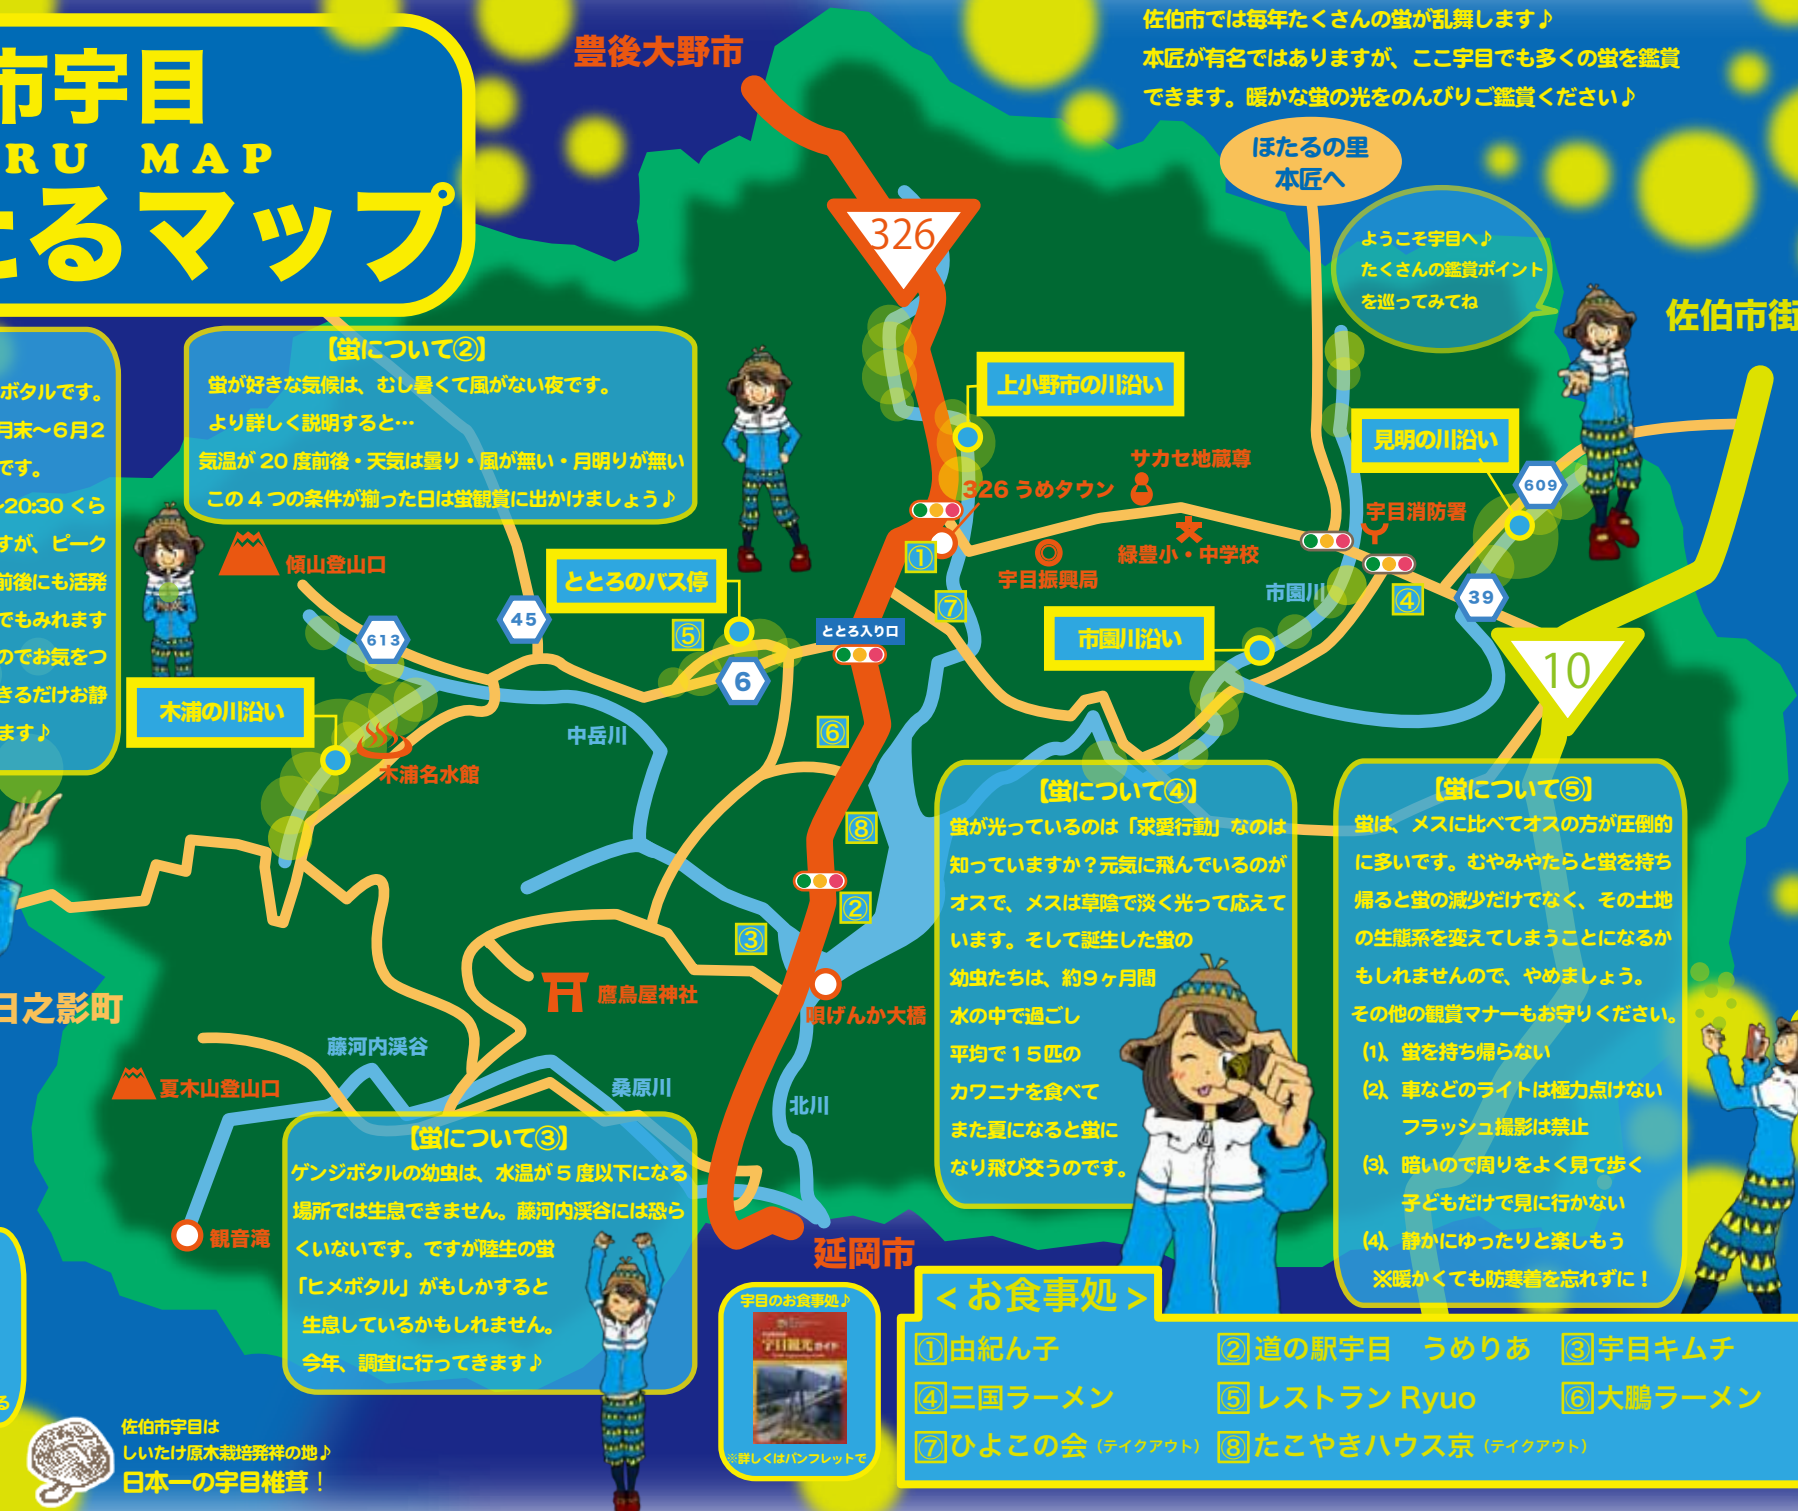 市宇目
RU MAP
たるマップ
豊後大野市
佐伯市では毎年たくさんの蛍が乱舞します♪
本匠が有名ではありますが、ここ宇目でも多くの蛍を鑑賞
できます。暖かな蛍の光をのんびりご鑑賞ください♪
ほたるの里
本匠へ
ようこそ宇目へ♪
たくさんの鑑賞ポイント
を巡ってみてね
佐伯市街
326
ボタルです。
月末〜6月2
です。
~20:30 くら
すが、ピーク
前後にも活発
でもみれます
のでお気をつ
きるだけお静
ます♪
【蛍について②】
蛍が好きな気候は、むし暑くて風がない夜です。
より詳しく説明すると…
気温が 20 度前後・天気は曇り・風が無い・月明りが無い
この 4 つの条件が揃った日は蛍観賞に出かけましょう♪
上小野市の川沿い
見明の川沿い
サカセ地蔵尊
326 うめタウン
609
宇目消防署
緑豊小・中学校
宇目振興局
①
傾山登山口
ととろのバス停
市園川
④
39
⑦
45
613
⑤
ととろ入り口
市園川沿い
6
10
木浦の川沿い
中岳川
⑥
木浦名水館
⑧
②
③
【蛍について④】
蛍が光っているのは「求愛行動」なのは
知っていますか？元気に飛んでいるのが
オスで、メスは草陰で淡く光って応えて
います。そして誕生した蛍の
幼虫たちは、約９ヶ月間
水の中で過ごし
平均で１５匹の
カワニナを食べて
また夏になると蛍に
なり飛び交うのです。
【蛍について⑤】
蛍は、メスに比べてオスの方が圧倒的
に多いです。むやみやたらと蛍を持ち
帰ると蛍の減少だけでなく、その土地
の生態系を変えてしまうことになるか
もしれませんので、やめましょう。
その他の観賞マナーもお守りください。
(1)、蛍を持ち帰らない
(2)、車などのライトは極力点けない
フラッシュ撮影は禁止
(3)、暗いので周りをよく見て歩く
子どもだけで見に行かない
(4)、静かにゆったりと楽しもう
※暖かくても防寒着を忘れずに！
日之影町
鷹鳥屋神社
唄げんか大橋
藤河内渓谷
夏木山登山口
桑原川
北川
観音滝
【蛍について③】
ゲンジボタルの幼虫は、水温が 5 度以下になる
場所では生息できません。藤河内渓谷には恐ら
くいないです。ですが陸生の蛍
「ヒメボタル」がもしかすると
生息しているかもしれません。
今年、調査に行ってきます♪
延岡市
宇目のお食事処♪
宇目観光ガイド
※詳しくはパンフレットで
< お食事処 >
①由紀ん子
②道の駅宇目　うめりあ
③宇目キムチ
④三国ラーメン
⑤レストラン Ryuo
⑥大鵬ラーメン
⑦ひよこの会（テイクアウト）
⑧たこやきハウス京（テイクアウト）
る
佐伯市宇目は
しいたけ原木栽培発祥の地♪
日本一の宇目椎茸！